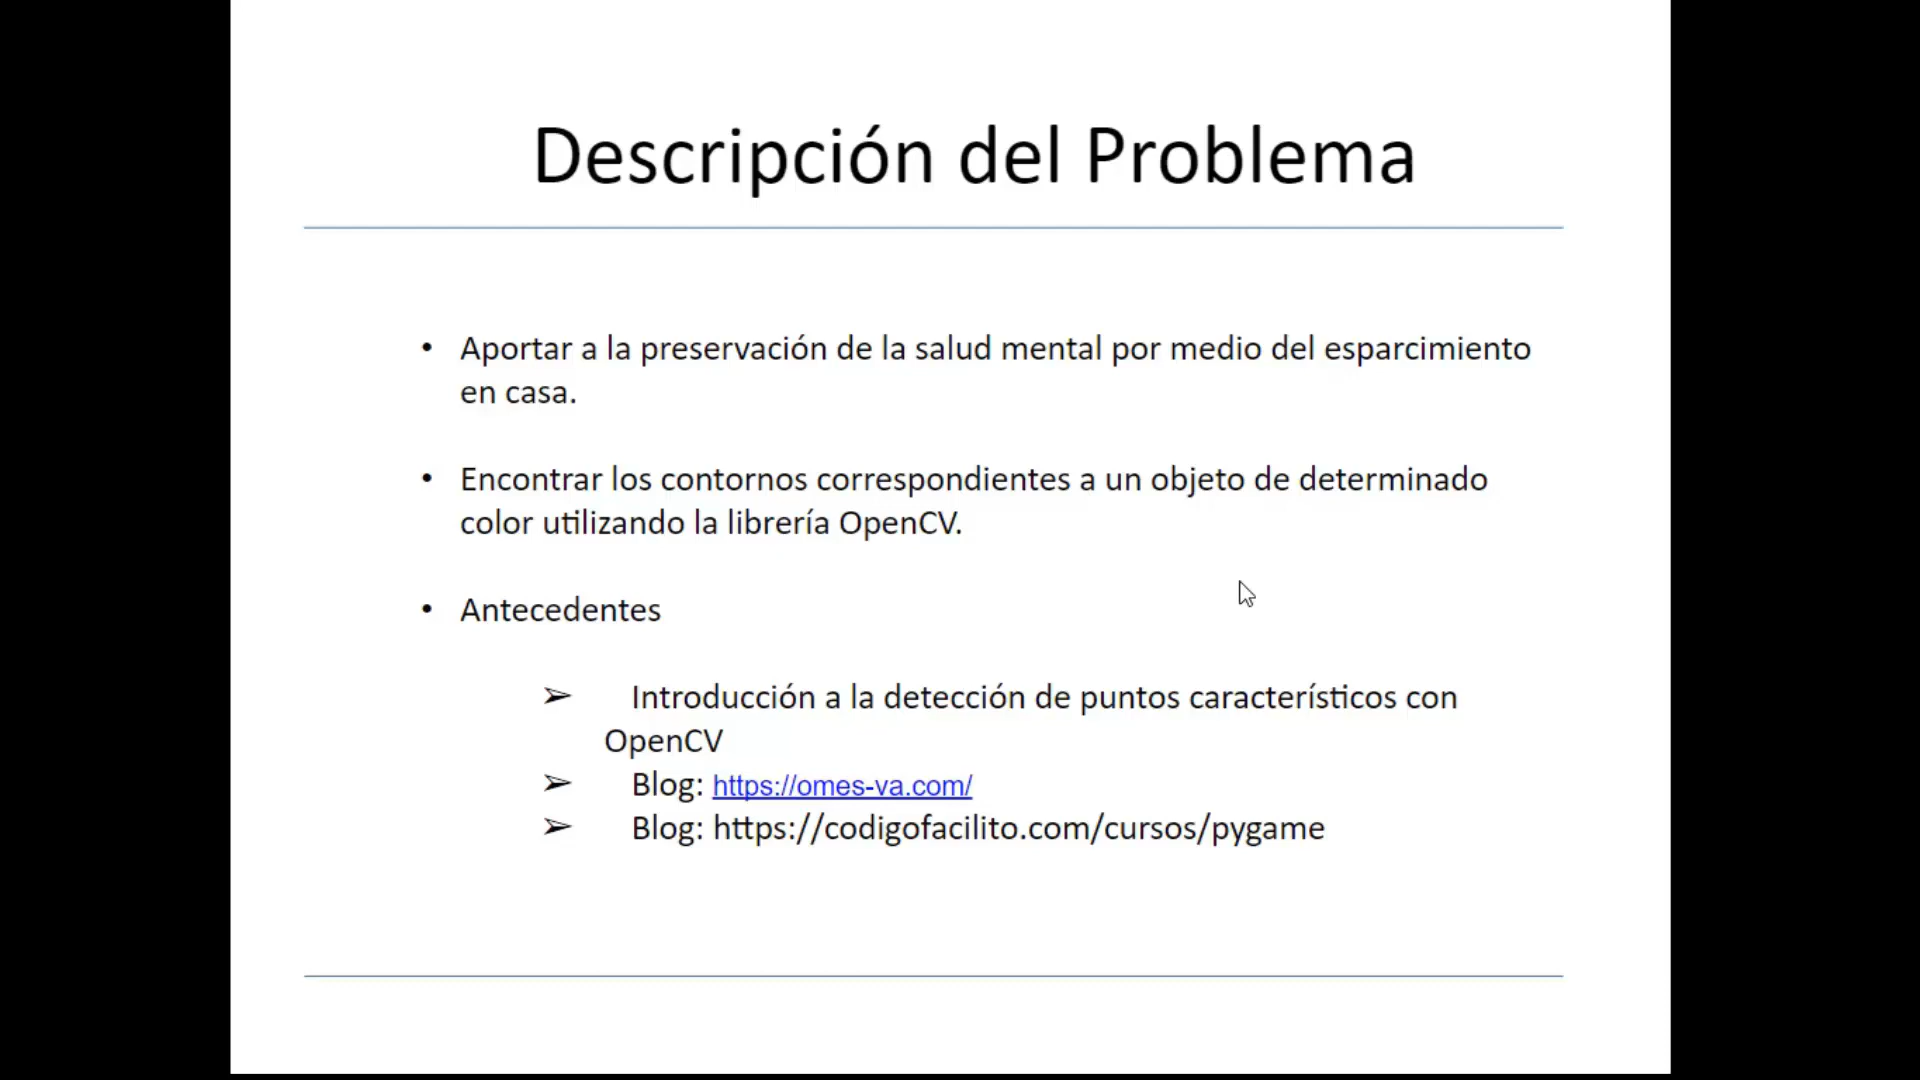 Descripción del Problema
• Aportar a la preservación de la salud mental por medio del esparcimiento
en casa.
• Encontrar los contornos correspondientes a un objeto de determinado
color utilizando la librería OpenCV.
• Antecedentes
➢ Introducción a la detección de puntos característicos con
OpenCV
➢ Blog: https://omes-va.com/
➢ Blog: https://codigofacilito.com/cursos/pygame